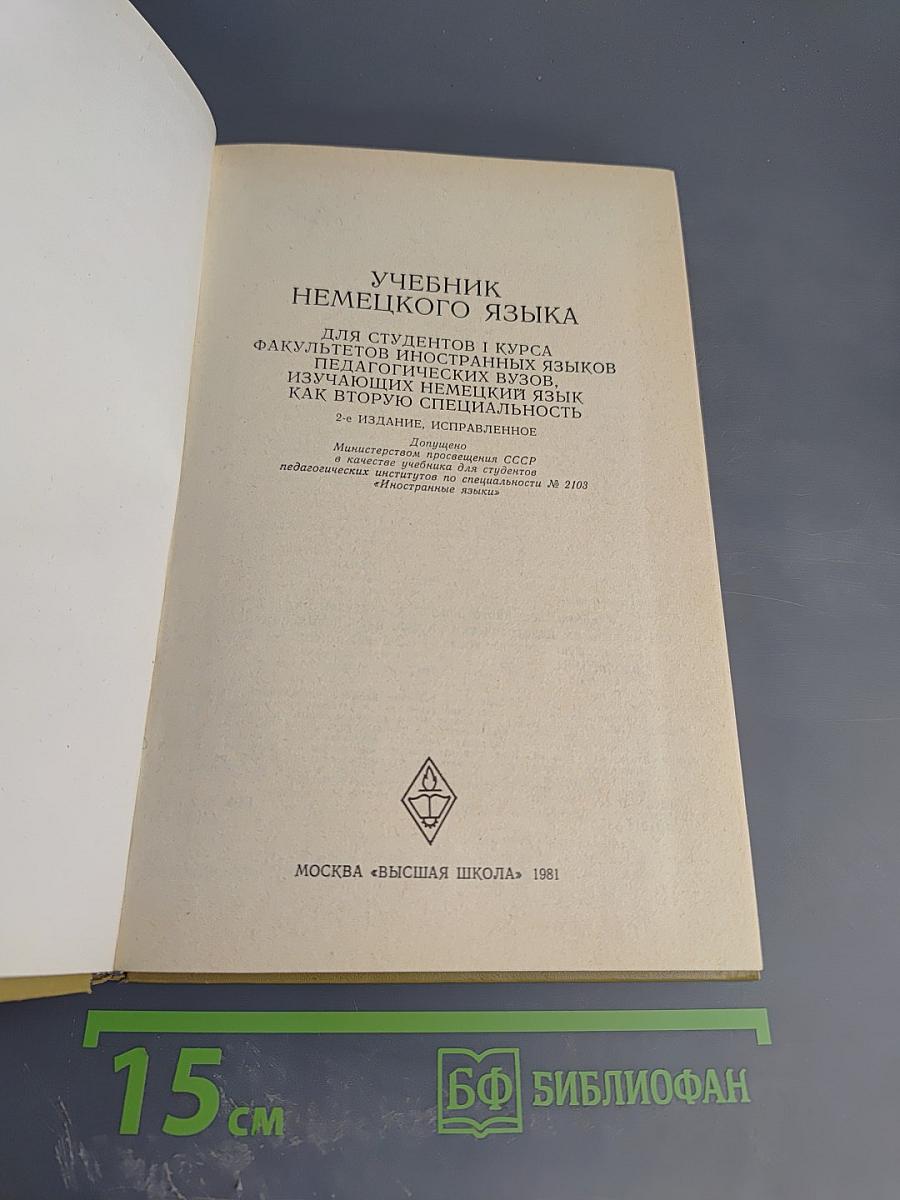 УЧЕБНИК
НЕМЕЦКОГО ЯЗЫКА
ДЛЯ СТУДЕНТОВ I КУРСА
ФАКУЛЬТЕТОВ ИНОСТРАННЫХ ЯЗЫКОВ
ПЕДАГОГИЧЕСКИХ ВУЗОВ,
ИЗУЧАЮЩИХ НЕМЕЦКИЙ ЯЗЫК
КАК ВТОРУЮ СПЕЦИАЛЬНОСТЬ
2-е ИЗДАНИЕ, ИСПРАВЛЕННОЕ
Допущено
Министерством просвещения СССР
в качестве учебника для студентов
педагогических институтов по специальности № 2103
«Иностранные языки»
МОСКВА «ВЫСШАЯ ШКОЛА» 1981
15 см
БФ БИБЛИОФАН